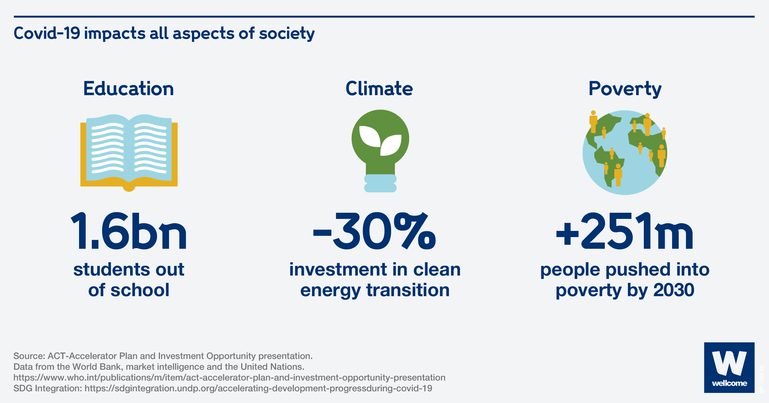 Covid-19 impacts all aspects of society
Education
Climate
Poverty
1.6bn
students out
of school
-30%
investment in clean
energy transition
+251m
people pushed into
poverty by 2030
Source: ACT-Accelerator Plan and Investment Opportunity presentation.
Data from the World Bank, market intelligence and the United Nations.
https://www.who.int/publications/m/item/act-accelerator-plan-and-investment-opportunity-presentation
SDG Integration: https://sdgintegration.undp.org/accelerating-development-progressduring-covid-19
W
wellcome